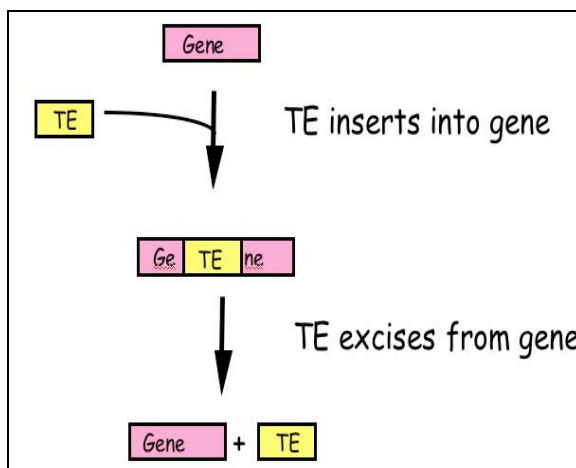 Gene
TE
TE inserts into gene
Ge TE ne
TE excises from gene
Gene + TE